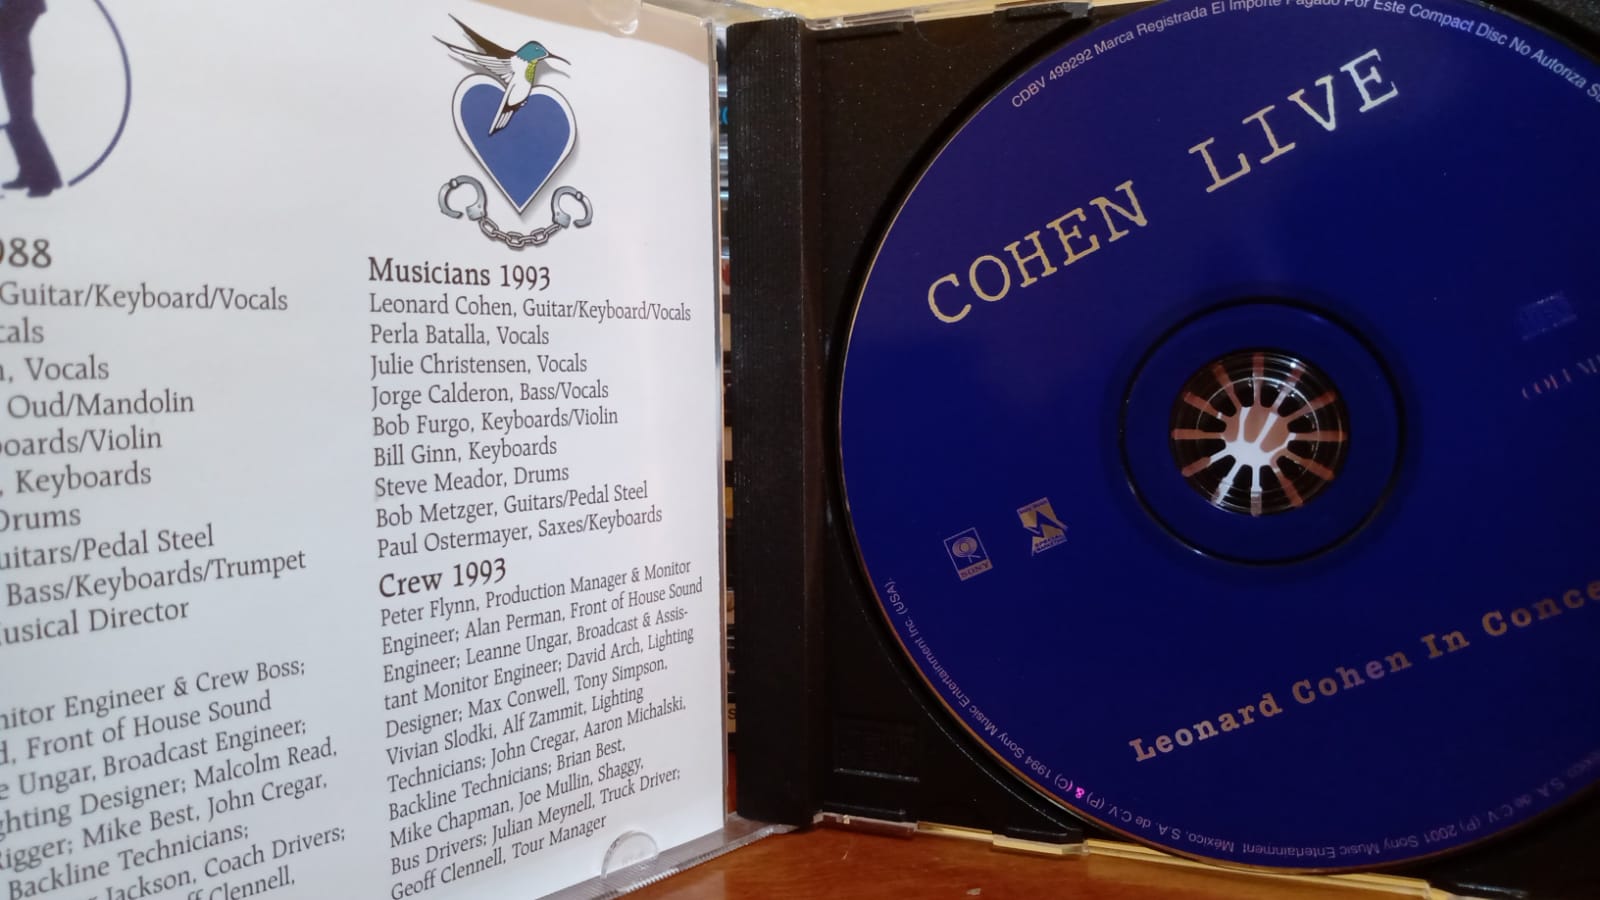 988
Guitar/Keyboard/Vocals
cals
, Vocals
Oud/Mandolin
boards/Violin
, Keyboards
Drums
uitars/Pedal Steel
Bass/Keyboards/Trumpet
usical Director
nitor Engineer & Crew Boss;
d, Front of House Sound
e Ungar, Broadcast Engineer;
ghting Designer; Malcolm Read,
Rigger; Mike Best, John Cregar,
Backline Technicians;
Jackson, Coach Drivers;
ff Clennell,
Musicians 1993
Leonard Cohen, Guitar/Keyboard/Vocals
Perla Batalla, Vocals
Julie Christensen, Vocals
Jorge Calderon, Bass/Vocals
Bob Furgo, Keyboards/Violin
Bill Ginn, Keyboards
Steve Meador, Drums
Bob Metzger, Guitars/Pedal Steel
Paul Ostermayer, Saxes/Keyboards
Crew 1993
Peter Flynn, Production Manager & Monitor
Engineer; Alan Perman, Front of House Sound
Engineer; Leanne Ungar, Broadcast & Assis-
tant Monitor Engineer; David Arch, Lighting
Designer; Max Conwell, Tony Simpson,
Vivian Slodki, Alf Zammit, Lighting
Technicians; John Cregar, Aaron Michalski,
Backline Technicians; Brian Best,
Mike Chapman, Joe Mullin, Shaggy,
Bus Drivers; Julian Meynell, Truck Driver;
Geoff Clennell, Tour Manager
CDBV 499292 Marca Registrada El Importe Pagado Por Este Compact Disc No Autoriza
COHEN LIVE
SONY
Leonard Cohen In Conce
México S.A. de C.V. (P) 2001 Sony Music Entertainment México, S.A. de C.V. (P) & (C) 1994 Sony Music Entertainment Inc. (USA).